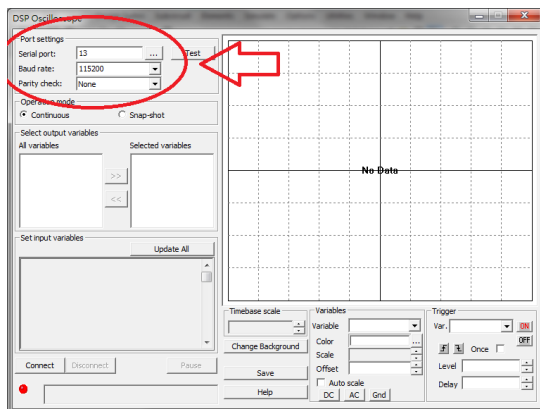 DSP Oscilloscope
Port settings
Serial port: 13 ... Test
Baud rate: 115200
Parity check: None
Operation mode
Continuous Snap-shot
Select output variables
All variables Selected variables
>>
<<
Set input variables
Update All
Connect Disconnect Pause
No Data
Timebase scale
Change Background
Save
Help
Variables
Variable
Color ...
Scale
Offset
Auto scale
DC AC Gnd
Trigger
Var. ON
OFF
Once
Level
Delay